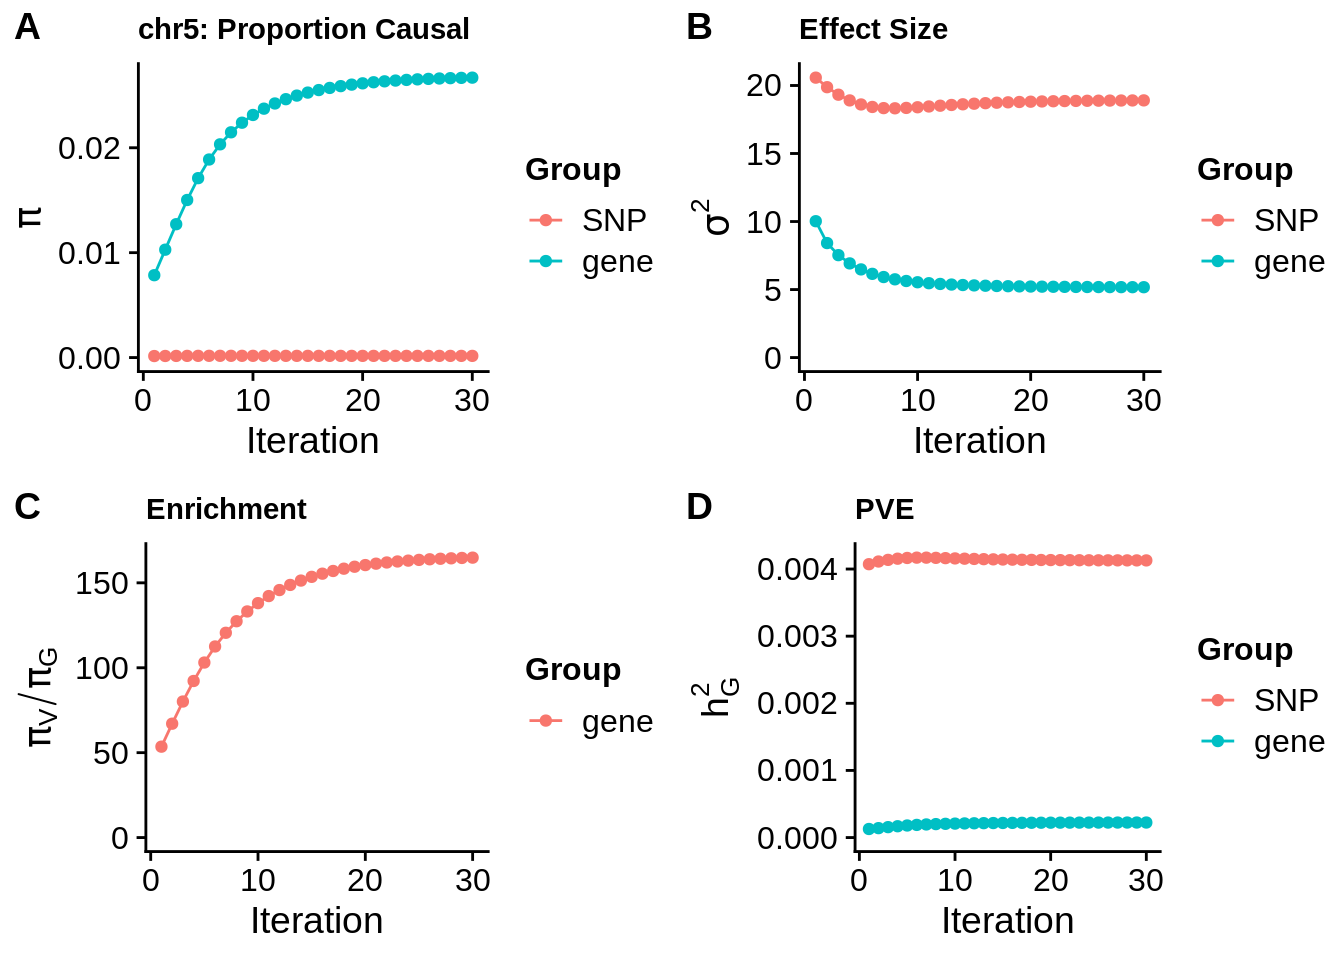 A
chr5: Proportion Causal
0.02
0.01
0.00
π
0 10 20 30
Iteration
Group
SNP
gene
B
Effect Size
20
15
10
5
0
σ²
0 10 20 30
Iteration
Group
SNP
gene
C
Enrichment
150
100
50
0
πV/πG
0 10 20 30
Iteration
Group
gene
D
PVE
0.004
0.003
0.002
0.001
0.000
h²G
0 10 20 30
Iteration
Group
SNP
gene